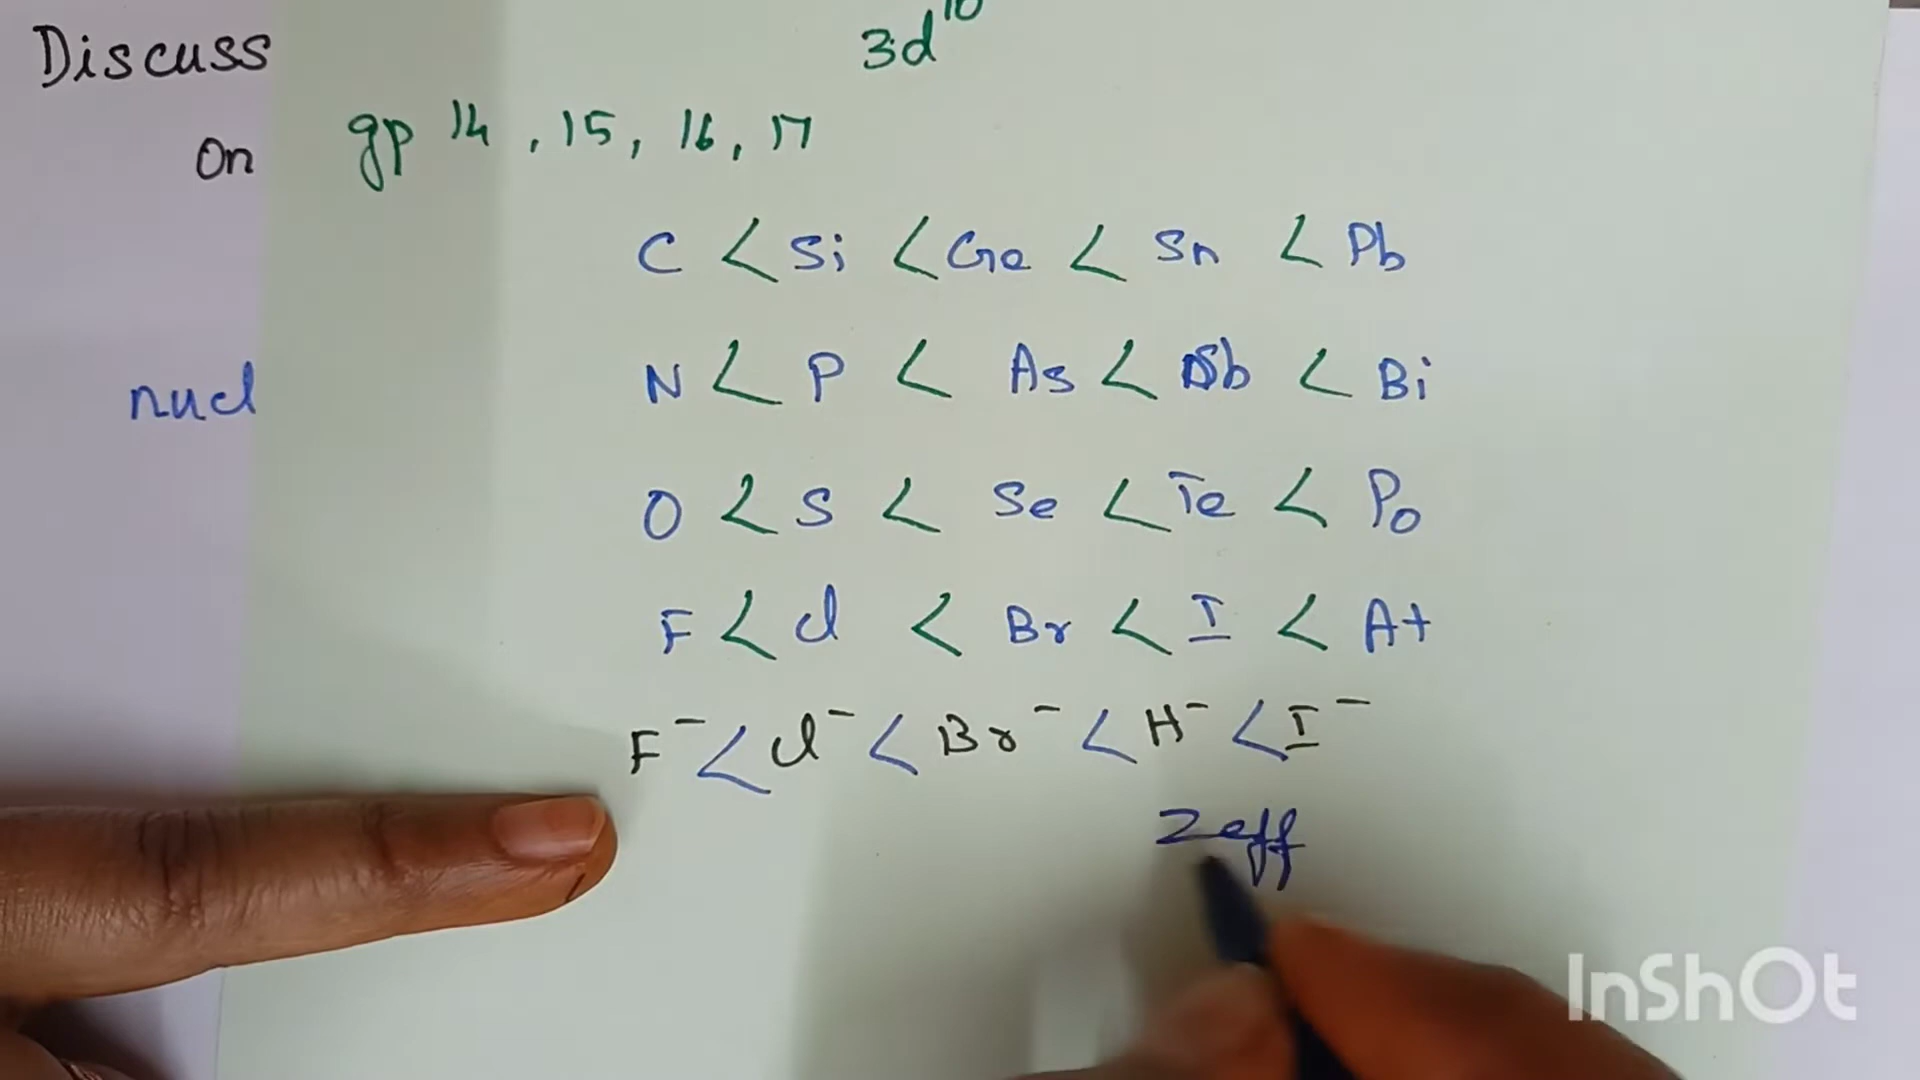 Discuss
3d¹⁰
on
gp 14, 15, 16, 17
C < Si < Ge < Sn < Pb
nucl
N < P < As < Sb < Bi
O < S < Se < Te < Po
F < Cl < Br < I < At
F⁻ < Cl⁻ < Br⁻ < H⁻ < I⁻
Zeff
InShOt